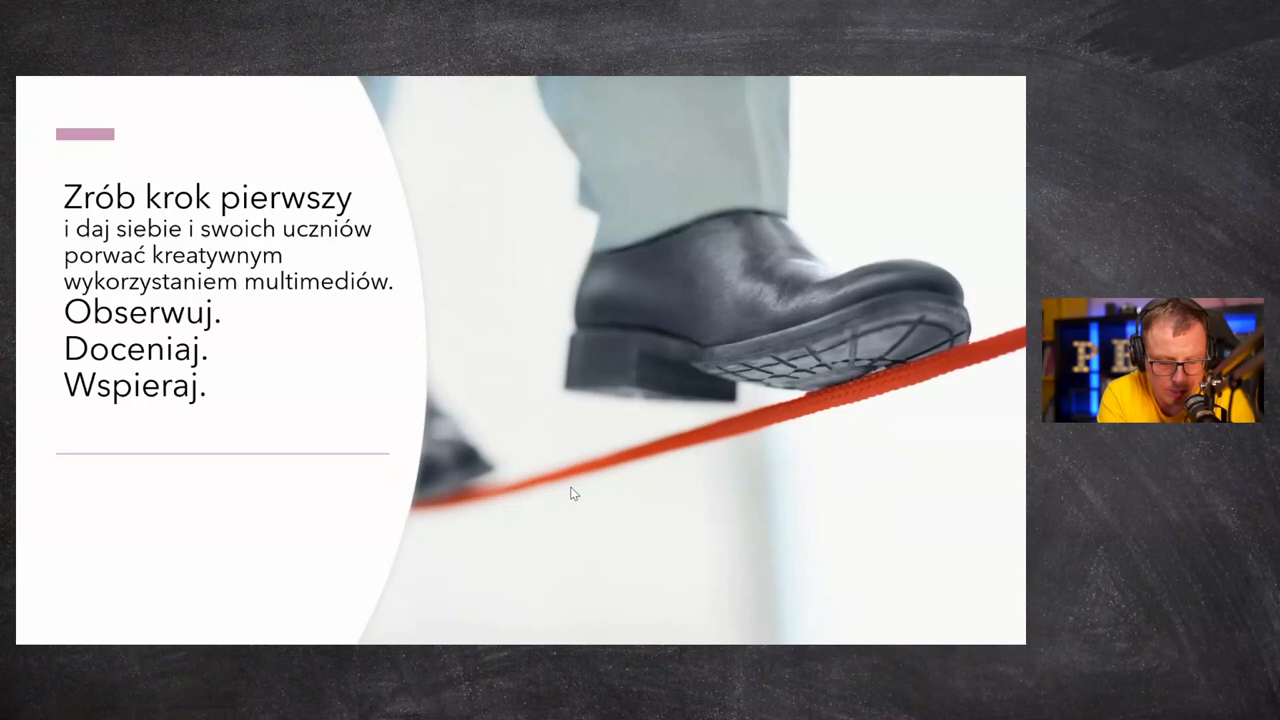 Zrób krok pierwszy
i daj siebie i swoich uczniów
porwać kreatywnym
wykorzystaniem multimediów.
Obserwuj.
Doceniaj.
Wspieraj.
P